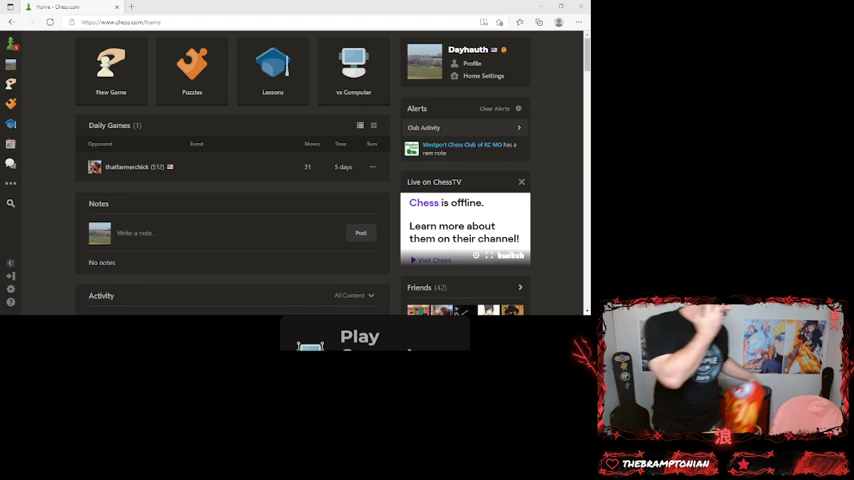 Home - Chess.com
https://www.chess.com/home
New Game
Puzzles
Lessons
vs Computer
Dayhauth
Profile
Home Settings
Alerts
Clear Alerts
Club Activity
Westport Chess Club of KC MO has a
new note
Daily Games (1)
Opponent
Event
Moves
Time
Turn
thatfarmerchick (512)
31
5 days
Notes
Write a note...
Post
No notes
Live on ChessTV
Chess is offline.
Learn more about
them on their channel!
Visit Chess
twitch
Friends (42)
Activity
All Content
Play
浪
THEBRAMPTONIAN